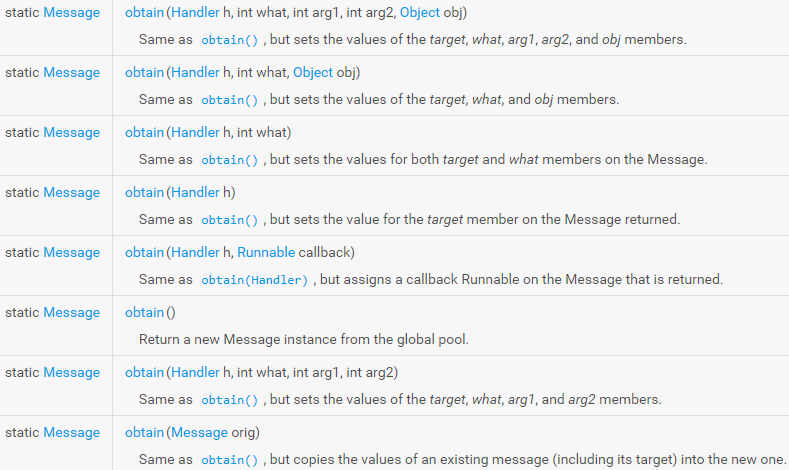 static Message obtain(Handler h, int what, int arg1, int arg2, Object obj)
Same as obtain() , but sets the values of the target, what, arg1, arg2, and obj members.
static Message obtain(Handler h, int what, Object obj)
Same as obtain() , but sets the values of the target, what, and obj members.
static Message obtain(Handler h, int what)
Same as obtain() , but sets the values for both target and what members on the Message.
static Message obtain(Handler h)
Same as obtain() , but sets the value for the target member on the Message returned.
static Message obtain(Handler h, Runnable callback)
Same as obtain(Handler) , but assigns a callback Runnable on the Message that is returned.
static Message obtain()
Return a new Message instance from the global pool.
static Message obtain(Handler h, int what, int arg1, int arg2)
Same as obtain() , but sets the values of the target, what, arg1, and arg2 members.
static Message obtain(Message orig)
Same as obtain() , but copies the values of an existing message (including its target) into the new one.